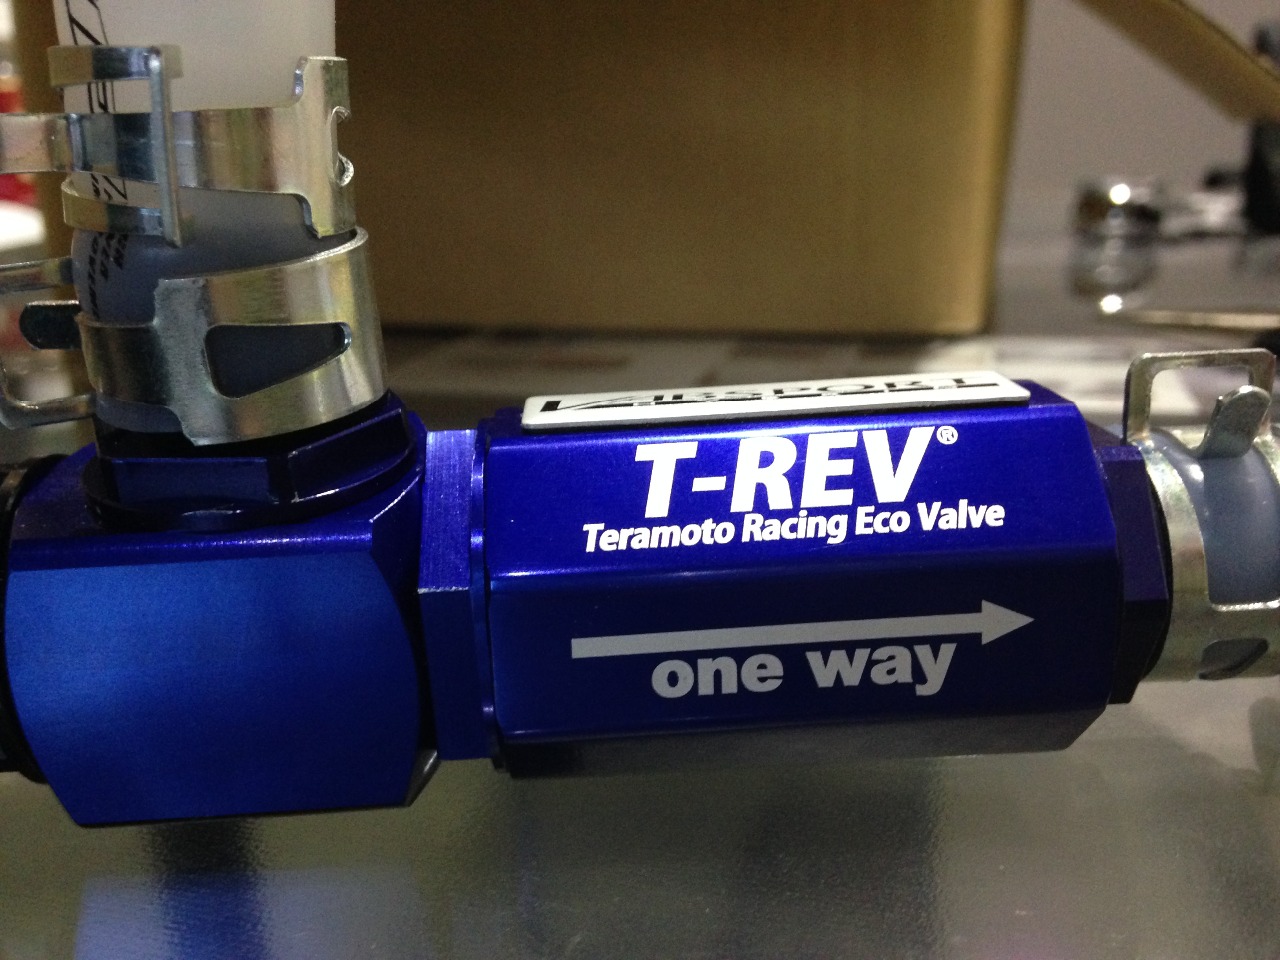 T-REV®
Teramoto Racing Eco Valve
one way